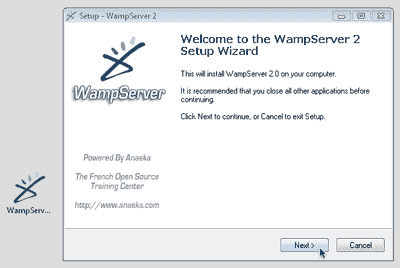 Setup - WampServer 2
Welcome to the WampServer 2
Setup Wizard
This will install WampServer 2.0 on your computer.
It is recommended that you close all other applications before
continuing.
Click Next to continue, or Cancel to exit Setup.
WampServer
Powered By Anaska
The French Open Source
Training Center
http://www.anaska.com
WampServ...
Next >
Cancel